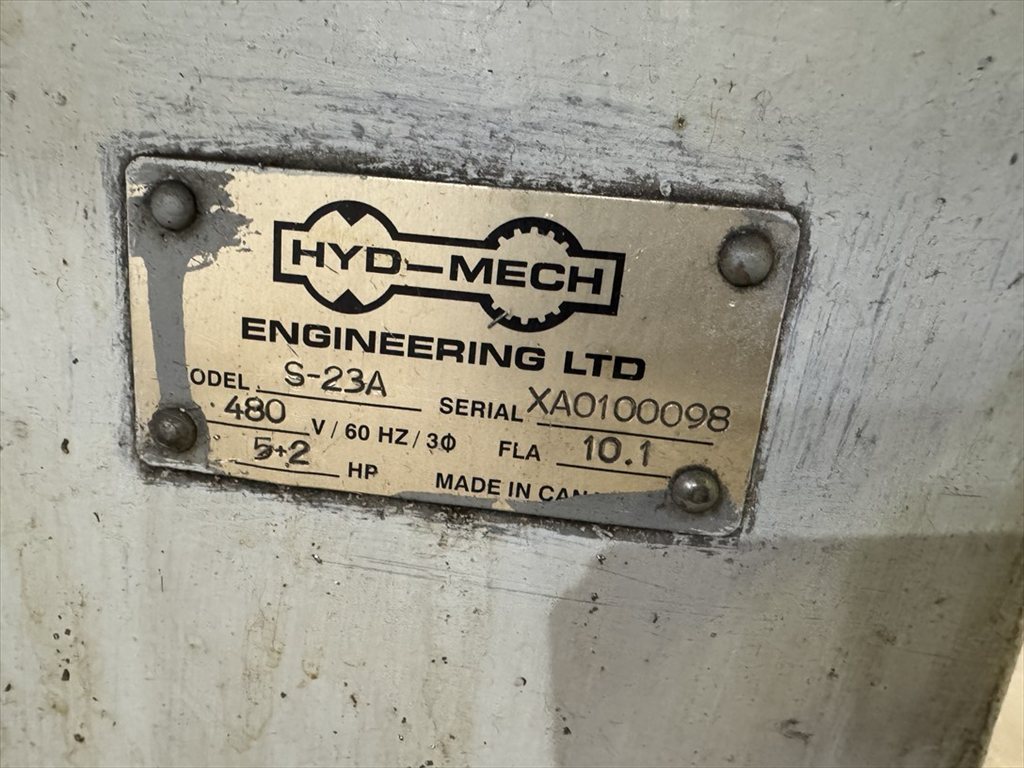 HYD-MECH
ENGINEERING LTD
ODEL S-23A SERIAL XA0100098
480 V / 60 HZ / 3Φ FLA 10.1
5+2 HP MADE IN CAN